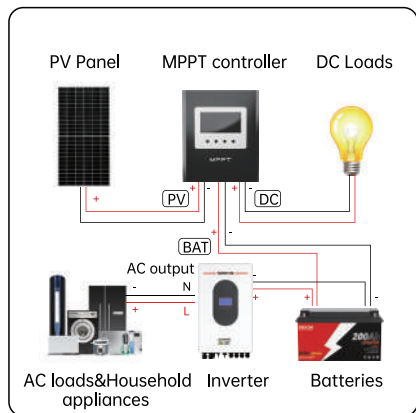 PV Panel
MPPT controller
DC Loads
MPPT
+
+
-
+
-
PV
DC
+
-
BAT
AC output
-
N
-
-
+
L
+
+
200Ah
AC loads&Household
appliances
Inverter
Batteries